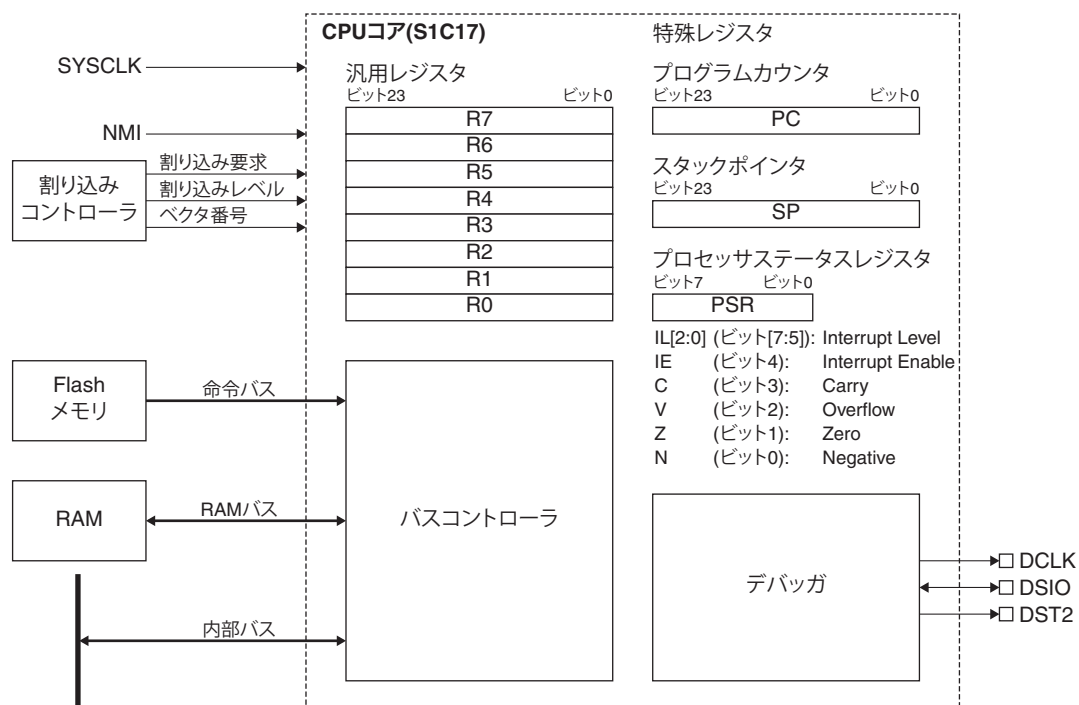 CPUコア(S1C17)
特殊レジスタ
SYSCLK
汎用レジスタ
ビット23 ビット0
プログラムカウンタ
ビット23 ビット0
R7
PC
NMI
R6
割り込み要求
R5
スタックポインタ
ビット23 ビット0
割り込み
コントローラ
割り込みレベル
R4
SP
ベクタ番号
R3
R2
プロセッサステータスレジスタ
ビット7 ビット0
R1
R0
PSR
IL[2:0] (ビット[7:5]): Interrupt Level
IE (ビット4): Interrupt Enable
C (ビット3): Carry
V (ビット2): Overflow
Z (ビット1): Zero
N (ビット0): Negative
Flash
メモリ
命令バス
RAM
RAMバス
バスコントローラ
内部バス
デバッガ
DCLK
DSIO
DST2